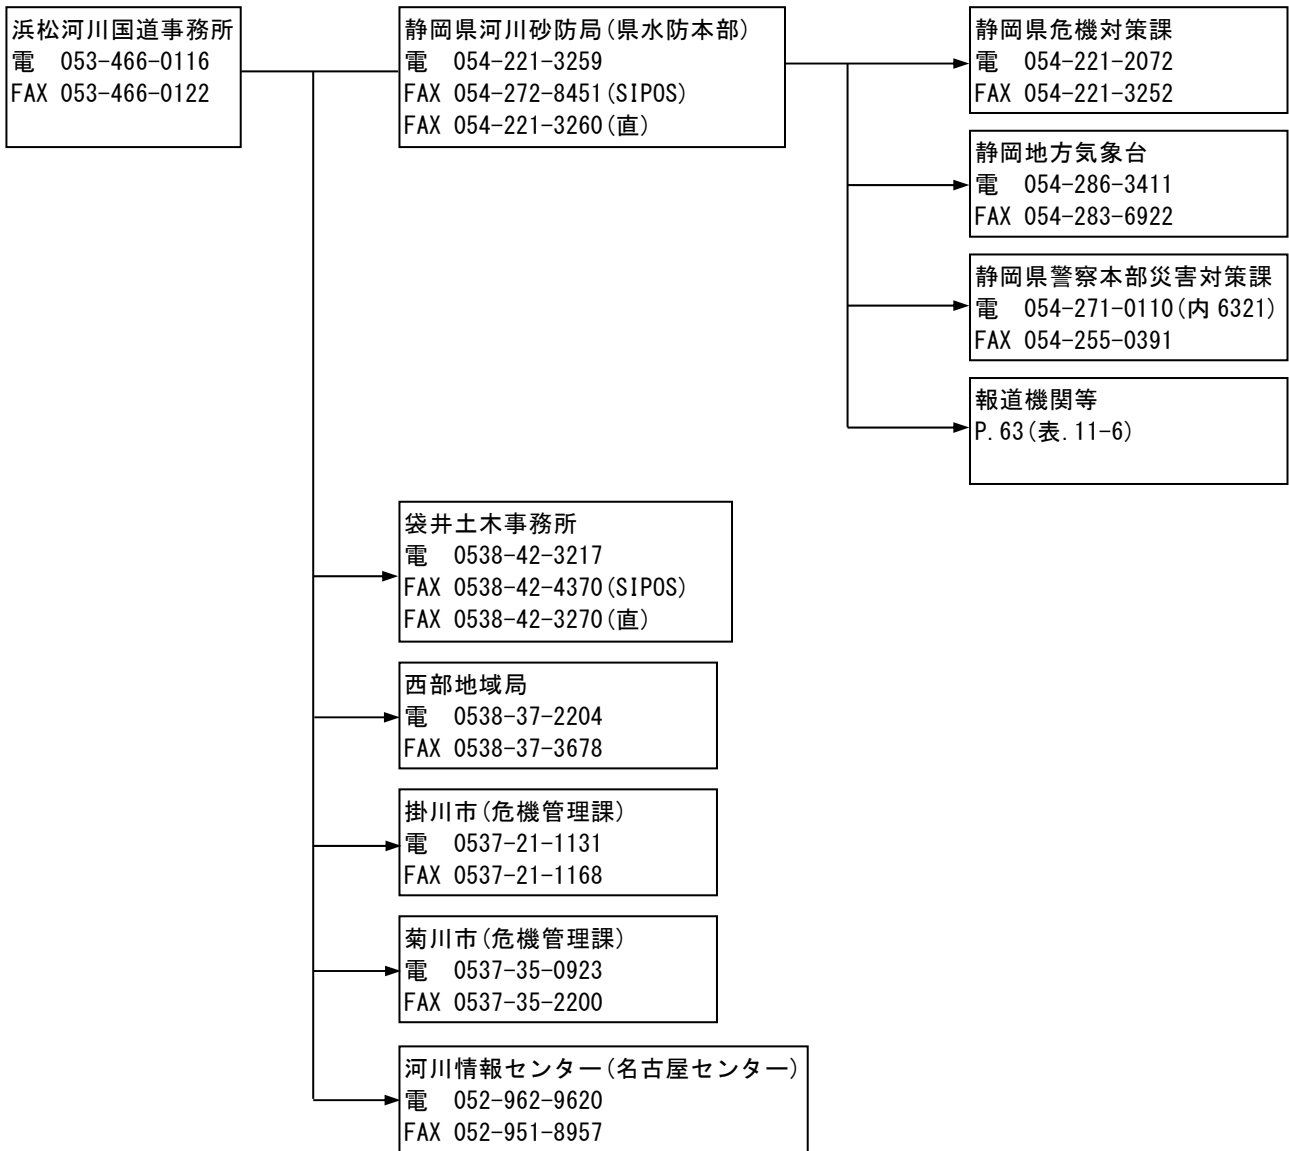 浜松河川国道事務所
電　053-466-0116
FAX 053-466-0122
静岡県河川砂防局(県水防本部)
電　054-221-3259
FAX 054-272-8451(SIPOS)
FAX 054-221-3260(直)
静岡県危機対策課
電　054-221-2072
FAX 054-221-3252
静岡地方気象台
電　054-286-3411
FAX 054-283-6922
静岡県警察本部災害対策課
電　054-271-0110(内 6321)
FAX 054-255-0391
報道機関等
P.63(表.11-6)
袋井土木事務所
電　0538-42-3217
FAX 0538-42-4370(SIPOS)
FAX 0538-42-3270(直)
西部地域局
電　0538-37-2204
FAX 0538-37-3678
掛川市(危機管理課)
電　0537-21-1131
FAX 0537-21-1168
菊川市(危機管理課)
電　0537-35-0923
FAX 0537-35-2200
河川情報センター(名古屋センター)
電　052-962-9620
FAX 052-951-8957